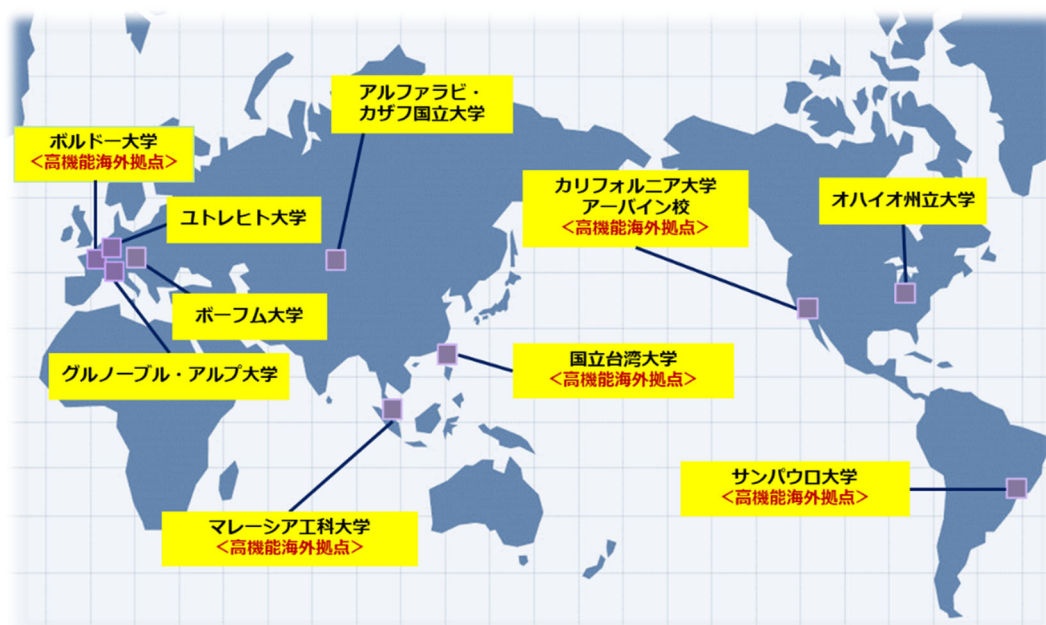 アルファラビ・
カザフ国立大学
ボルドー大学
＜高機能海外拠点＞
カリフォルニア大学
アーバイン校
＜高機能海外拠点＞
オハイオ州立大学
ユトレヒト大学
ボーフム大学
グルノーブル・アルプ大学
国立台湾大学
＜高機能海外拠点＞
サンパウロ大学
＜高機能海外拠点＞
マレーシア工科大学
＜高機能海外拠点＞